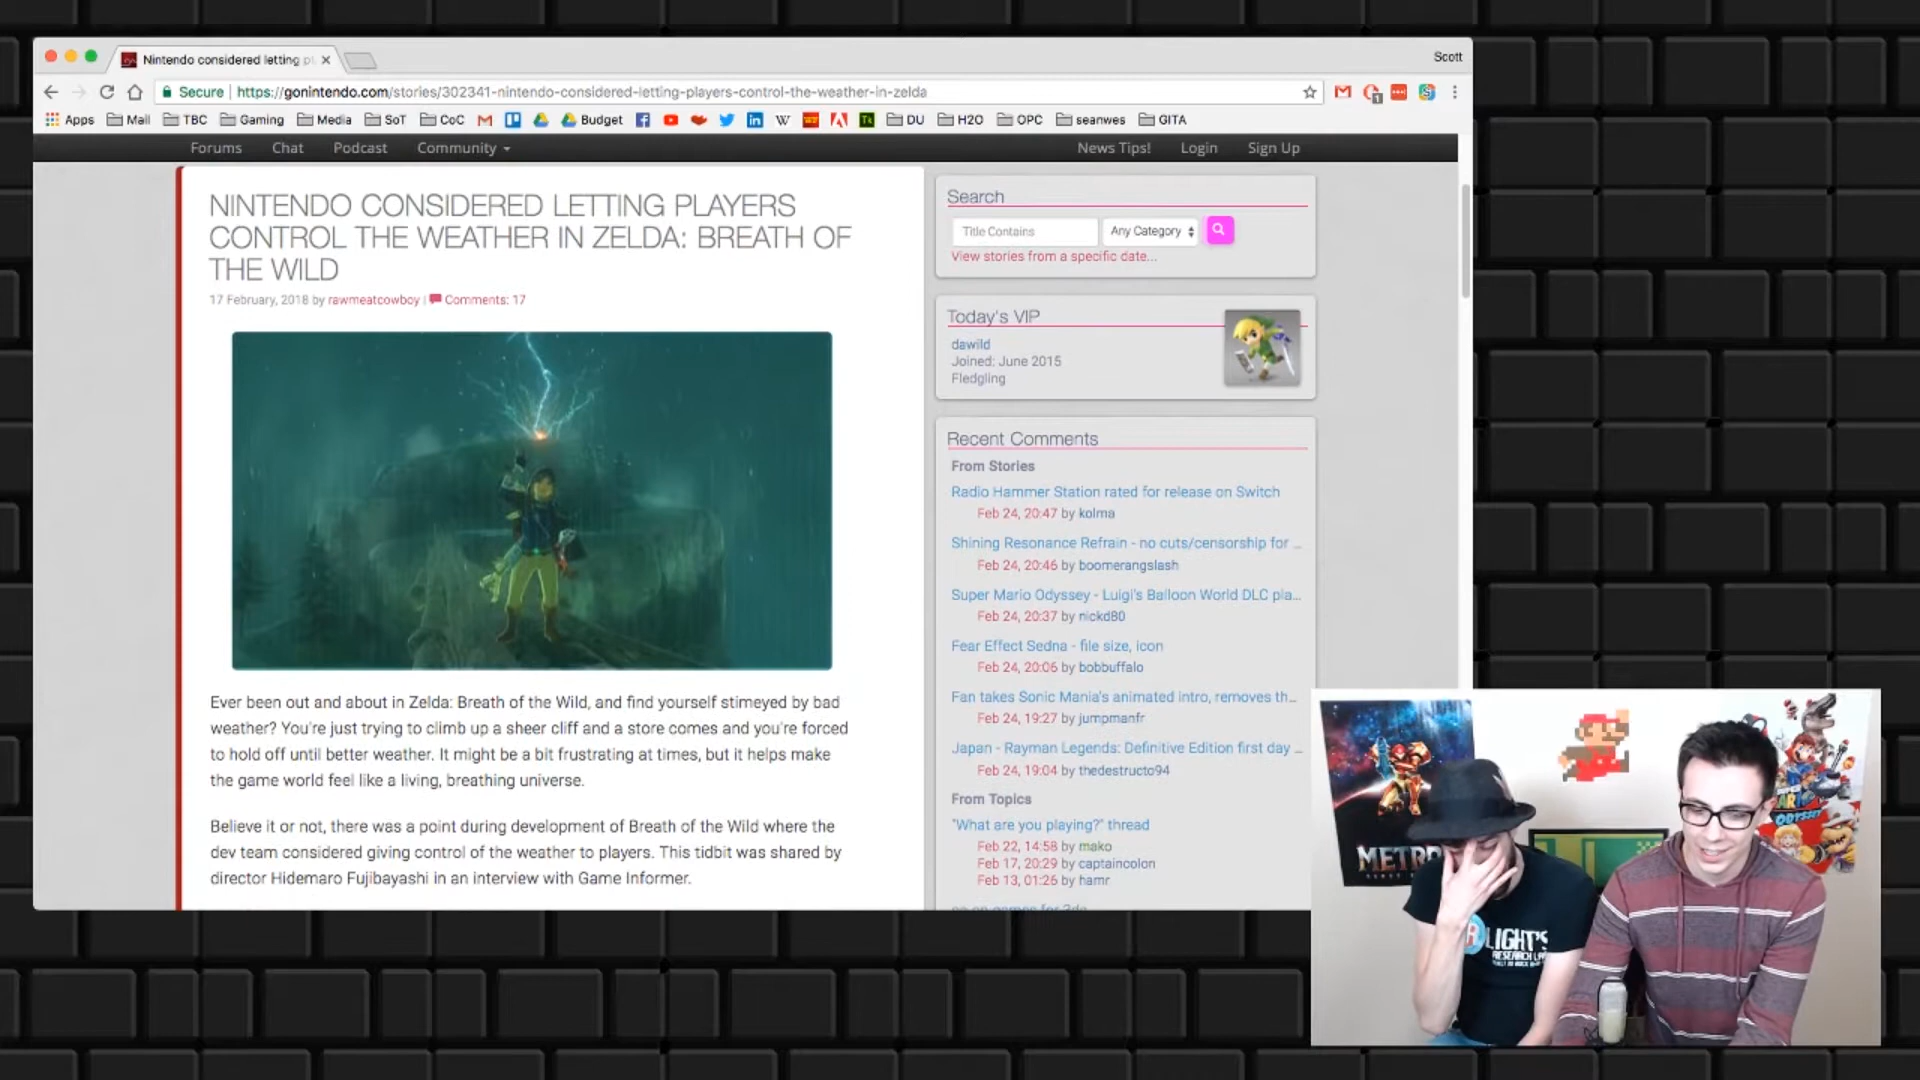 Nintendo considered letting pl
Scott
Secure | https://gonintendo.com/stories/302341-nintendo-considered-letting-players-control-the-weather-in-zelda
Apps Mail TBC Gaming Media SoT CoC Budget DU H2O OPC seanwes GITA
Forums Chat Podcast Community News Tips! Login Sign Up
NINTENDO CONSIDERED LETTING PLAYERS
CONTROL THE WEATHER IN ZELDA: BREATH OF
THE WILD
17 February, 2018 by rawmeatcowboy | Comments: 17
Ever been out and about in Zelda: Breath of the Wild, and find yourself stimeyed by bad
weather? You're just trying to climb up a sheer cliff and a store comes and you're forced
to hold off until better weather. It might be a bit frustrating at times, but it helps make
the game world feel like a living, breathing universe.
Believe it or not, there was a point during development of Breath of the Wild where the
dev team considered giving control of the weather to players. This tidbit was shared by
director Hidemaro Fujibayashi in an interview with Game Informer.
Search
Title Contains Any Category
View stories from a specific date...
Today's VIP
dawild
Joined: June 2015
Fledgling
Recent Comments
From Stories
Radio Hammer Station rated for release on Switch
Feb 24, 20:47 by kolma
Shining Resonance Refrain - no cuts/censorship for ...
Feb 24, 20:46 by boomerangslash
Super Mario Odyssey - Luigi's Balloon World DLC pla...
Feb 24, 20:37 by nickd80
Fear Effect Sedna - file size, icon
Feb 24, 20:06 by bobbuffalo
Fan takes Sonic Mania's animated intro, removes th...
Feb 24, 19:27 by jumpmanfr
Japan - Rayman Legends: Definitive Edition first day ...
Feb 24, 19:04 by thedestructo94
From Topics
"What are you playing?" thread
Feb 22, 14:58 by mako
Feb 17, 20:29 by captaincolon
Feb 13, 01:26 by hamr
METR
ODYSSEY
LIGHT'S
RESEARCH LA